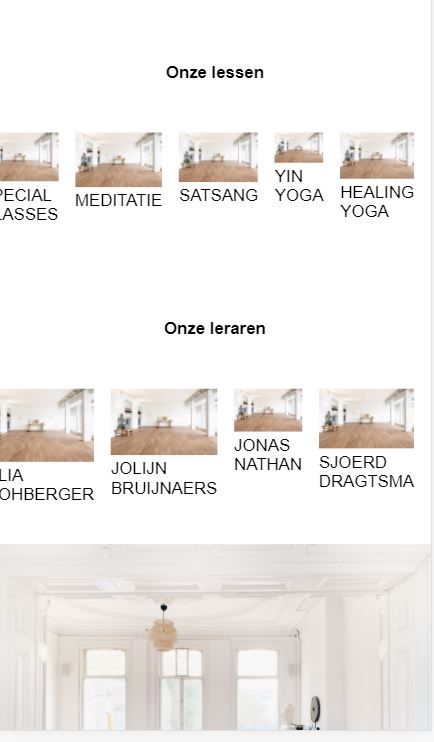 Onze lessen
PECIAL
LASSES
MEDITATIE
SATSANG
YIN
YOGA
HEALING
YOGA
Onze leraren
LIA
OHBERGER
JOLIJN
BRUIJNAERS
JONAS
NATHAN
SJOERD
DRAGTSMA